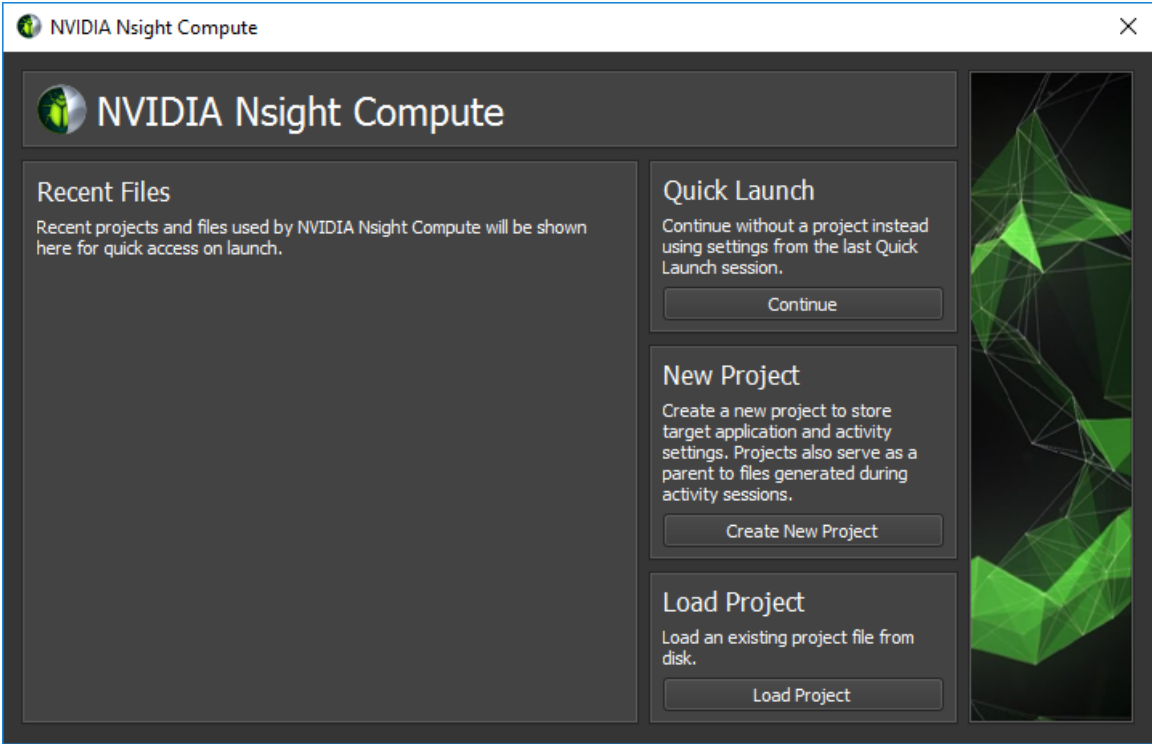 NVIDIA Nsight Compute
NVIDIA Nsight Compute
Recent Files
Recent projects and files used by NVIDIA Nsight Compute will be shown
here for quick access on launch.
Quick Launch
Continue without a project instead
using settings from the last Quick
Launch session.
Continue
New Project
Create a new project to store
target application and activity
settings. Projects also serve as a
parent to files generated during
activity sessions.
Create New Project
Load Project
Load an existing project file from
disk.
Load Project